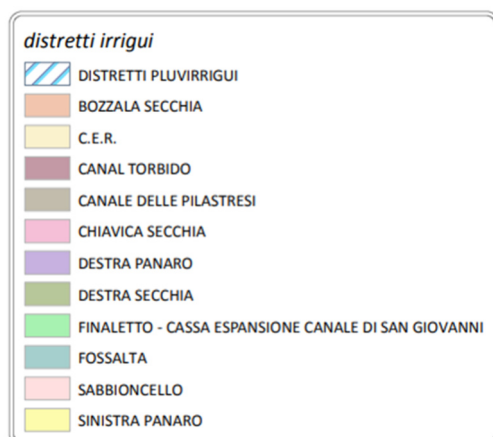 distretti irrigui
DISTRETTI PLUVIRRIGUI
BOZZALA SECCHIA
C.E.R.
CANAL TORBIDO
CANALE DELLE PILASTRESI
CHIAVICA SECCHIA
DESTRA PANARO
DESTRA SECCHIA
FINALETTO - CASSA ESPANSIONE CANALE DI SAN GIOVANNI
FOSSALTA
SABBIONCELLO
SINISTRA PANARO